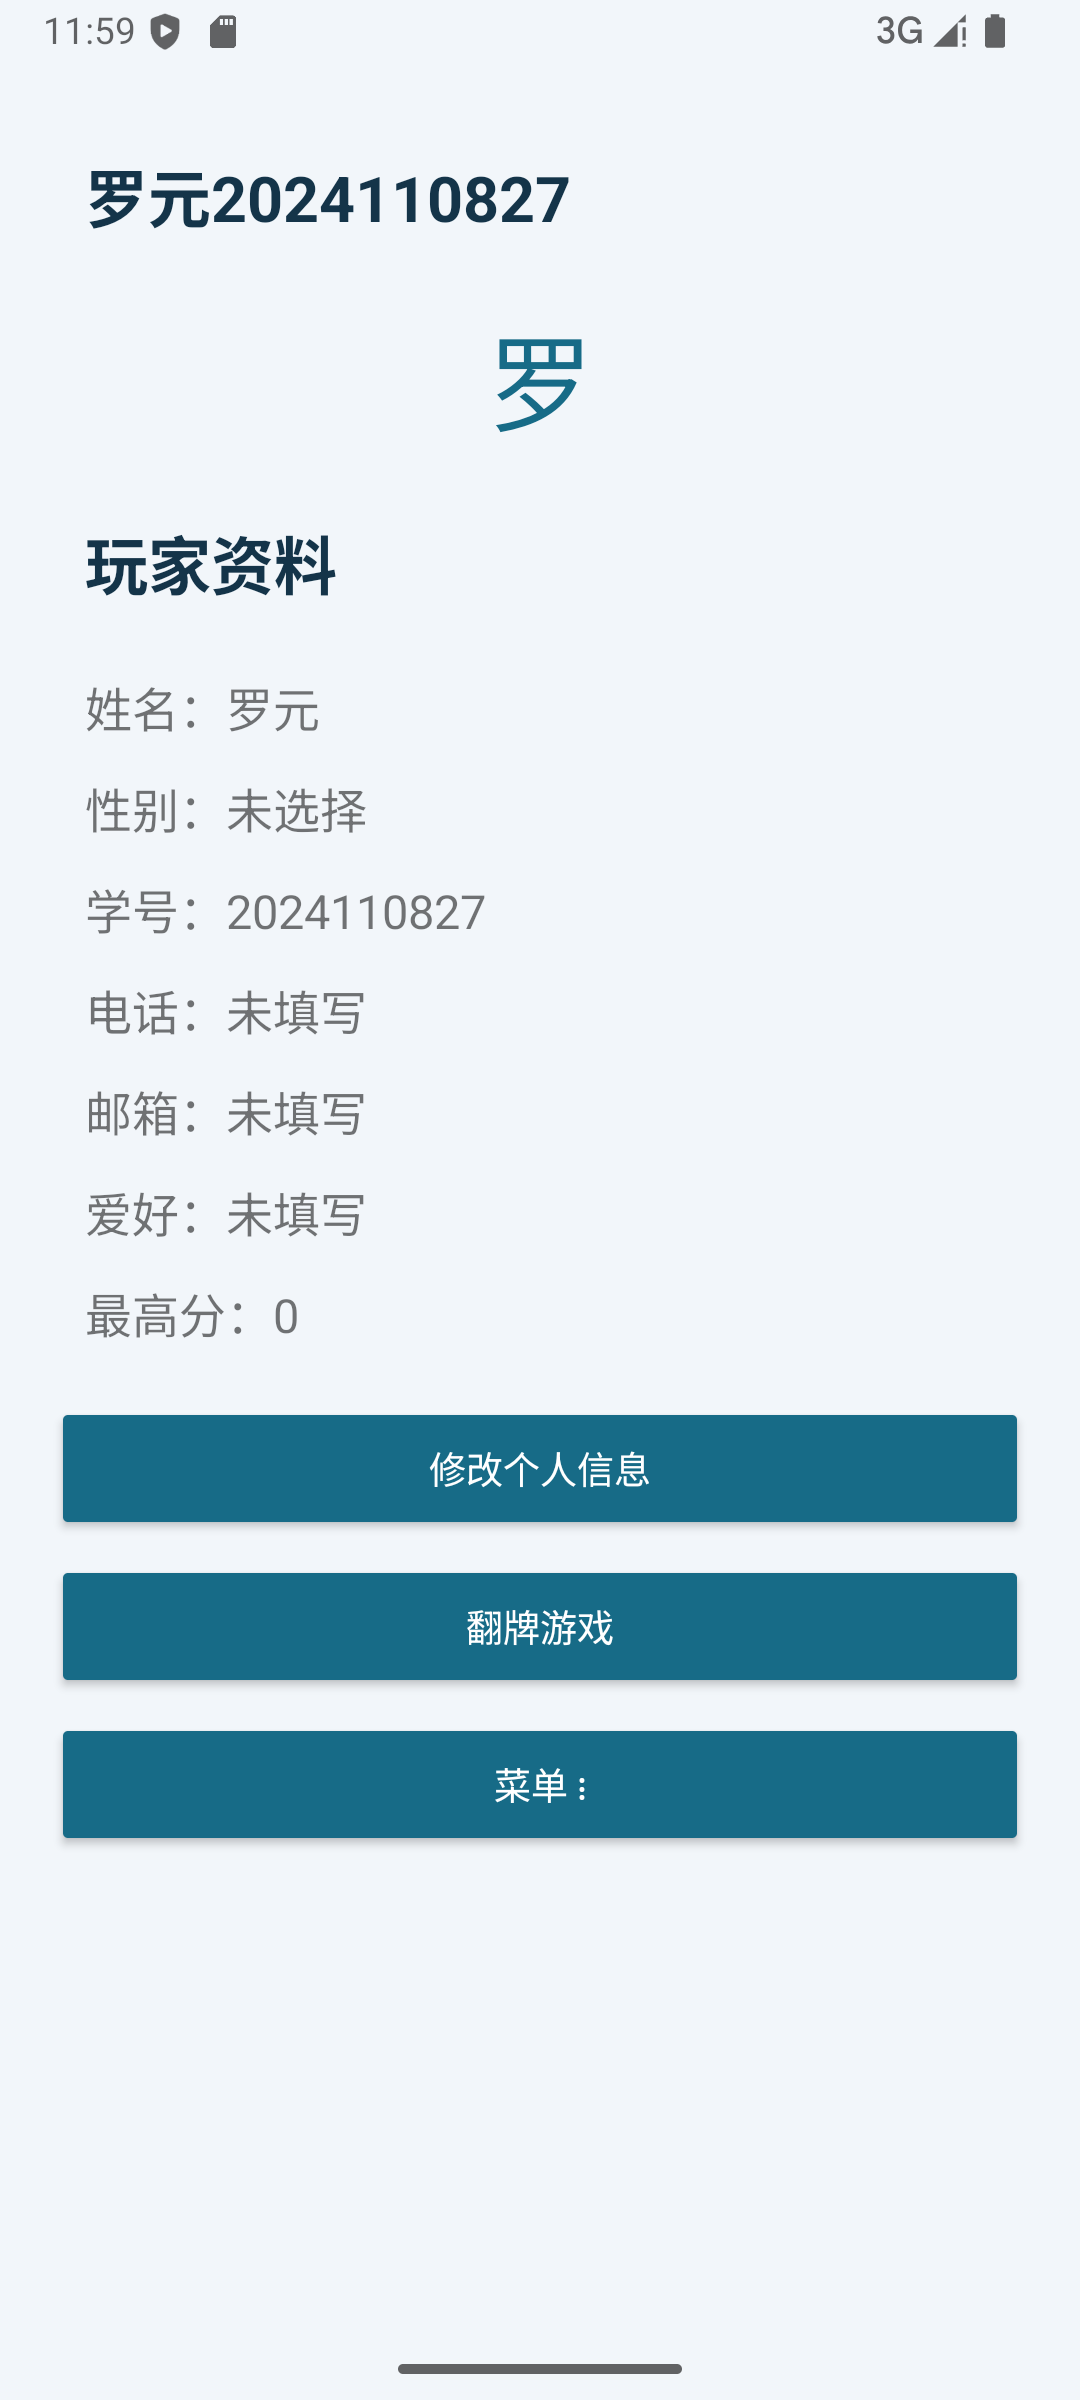 11:59
3G
罗元2024110827
罗
玩家资料
姓名：罗元
性别：未选择
学号：2024110827
电话：未填写
邮箱：未填写
爱好：未填写
最高分：0
修改个人信息
翻牌游戏
菜单 ⋮